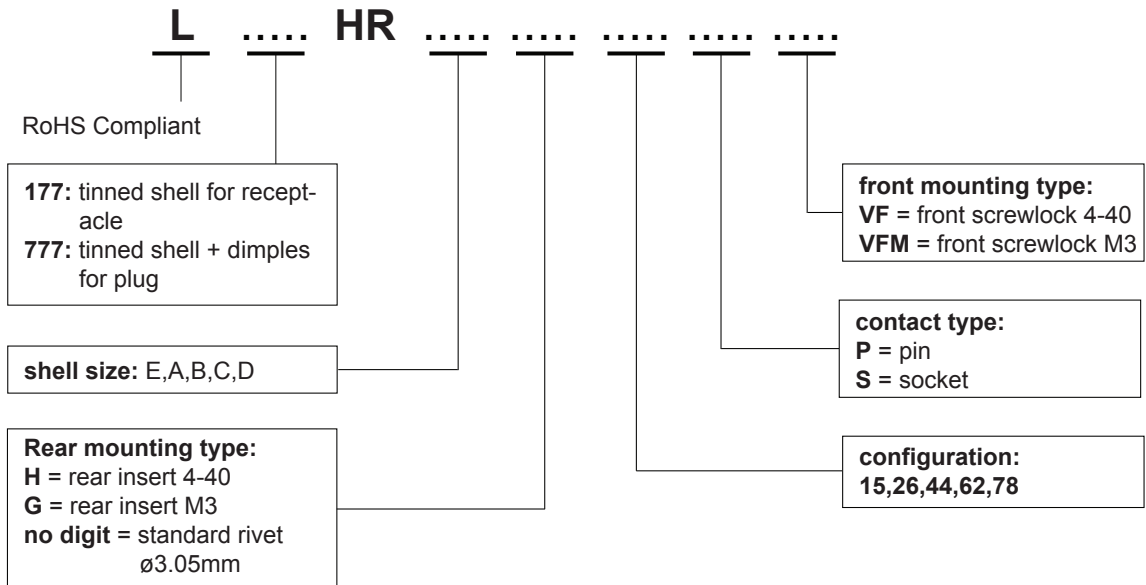 L ..... HR ..... ..... ..... ..... .....
RoHS Compliant
177: tinned shell for recept-
acle
777: tinned shell + dimples
for plug
shell size: E,A,B,C,D
Rear mounting type:
H = rear insert 4-40
G = rear insert M3
no digit = standard rivet
ø3.05mm
front mounting type:
VF = front screwlock 4-40
VFM = front screwlock M3
contact type:
P = pin
S = socket
configuration:
15,26,44,62,78